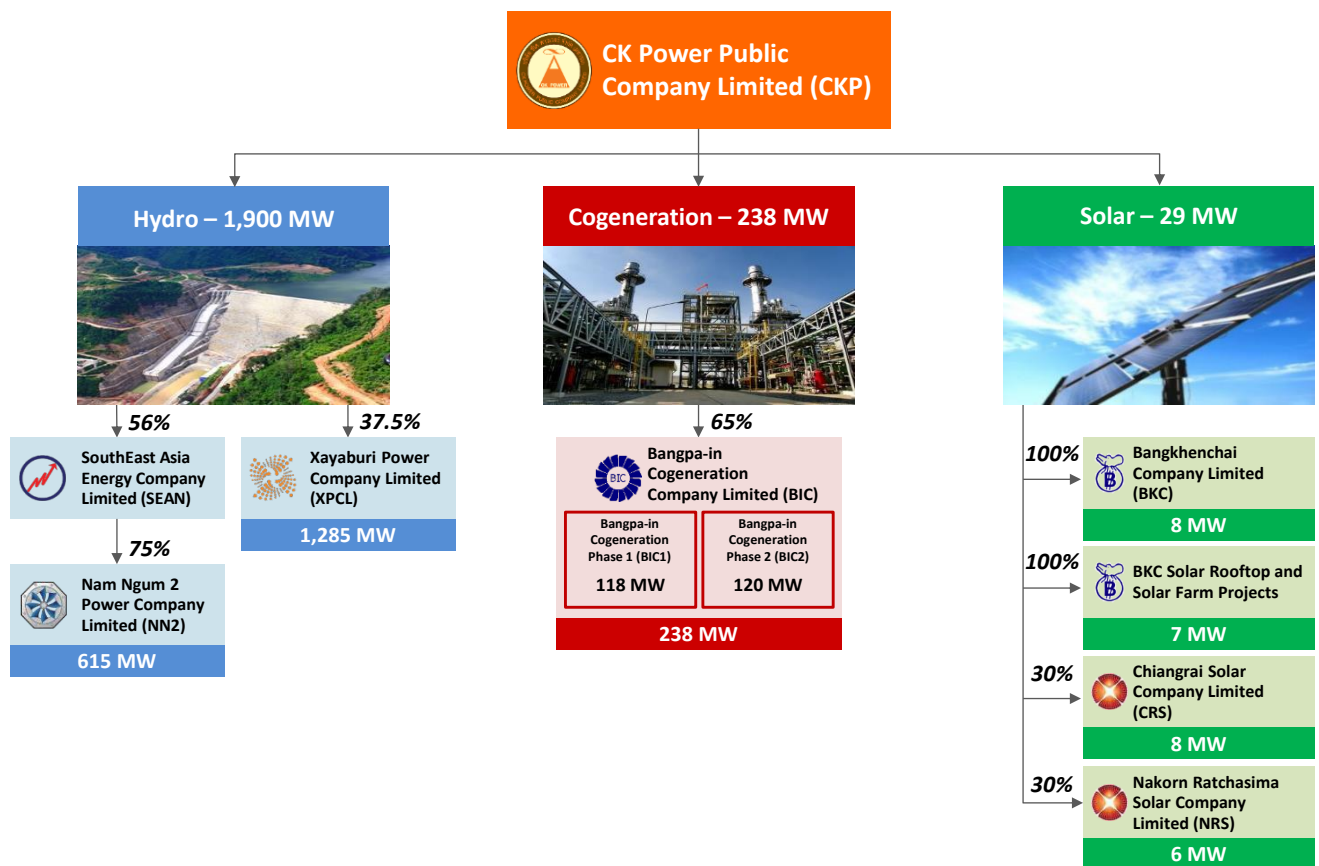 CK Power Public
Company Limited (CKP)
Hydro – 1,900 MW
Cogeneration – 238 MW
Solar – 29 MW
56%
37.5%
65%
SouthEast Asia
Energy Company
Limited (SEAN)
Xayaburi Power
Company Limited
(XPCL)
1,285 MW
75%
Nam Ngum 2
Power Company
Limited (NN2)
615 MW
BIC
Bangpa-in
Cogeneration
Company Limited (BIC)
Bangpa-in
Cogeneration
Phase 1 (BIC1)
118 MW
Bangpa-in
Cogeneration
Phase 2 (BIC2)
120 MW
238 MW
100%
B
Bangkhenchai
Company Limited
(BKC)
8 MW
100%
B
BKC Solar Rooftop and
Solar Farm Projects
7 MW
30%
Chiangrai Solar
Company Limited
(CRS)
8 MW
30%
Nakorn Ratchasima
Solar Company
Limited (NRS)
6 MW